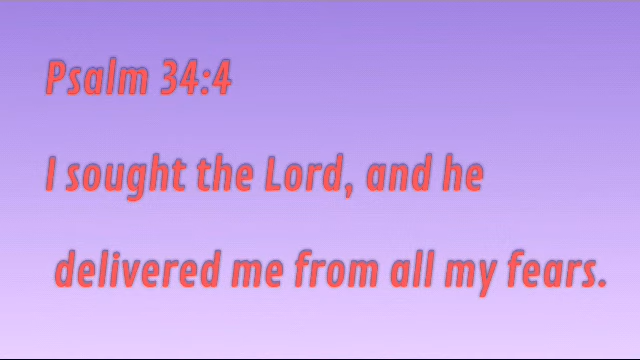 Psalm 34:4
I sought the Lord, and he
delivered me from all my fears.